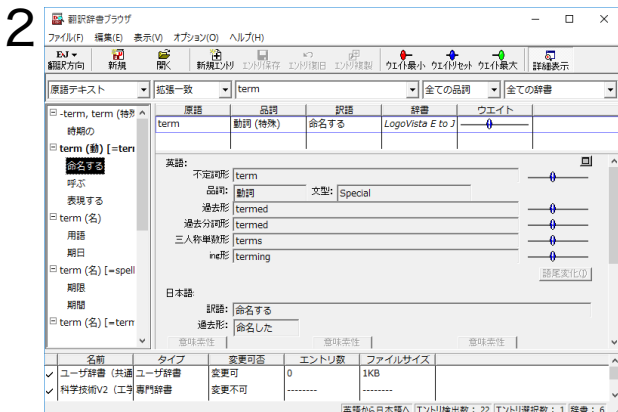 2
翻訳辞書ブラウザ
ファイル(F) 編集(E) 表示(V) オプション(O) ヘルプ(H)
EJ
翻訳方向 新規 開く 新規エントリ エントリ保存 エントリ復旧 エントリ複製 ウエイト最小 ウエイトリセット ウエイト最大 詳細表示
原語テキスト 拡張一致 term 全ての品詞 全ての辞書
原語 品詞 訳語 辞書 ウエイト
term 動詞 (特殊) 命名する LogoVista E to J
-term, term (特殊
時期の
term (動) [=teri
命名する
呼ぶ
表現する
term (名)
用語
期日
term (名) [=spell
期限
期間
term (名) [=term
英語:
不定詞形 term
品詞: 動詞 文型: Special
過去形 termed
過去分詞形 termed
三人称単数形 terms
ing形 terming
語尾変化(I)
日本語:
訳語: 命名する
過去形: 命名した
意味素性 意味素性 意味素性
名前 タイプ 変更可否 エントリ数 ファイルサイズ
✓ ユーザ辞書（共通 ユーザ辞書 変更可 0 1KB
✓ 科学技術V2（工学 専門辞書 変更不可 -------- --------
英語から日本語へ エントリ検出数： 22 エントリ選択数： 1 辞書： 6